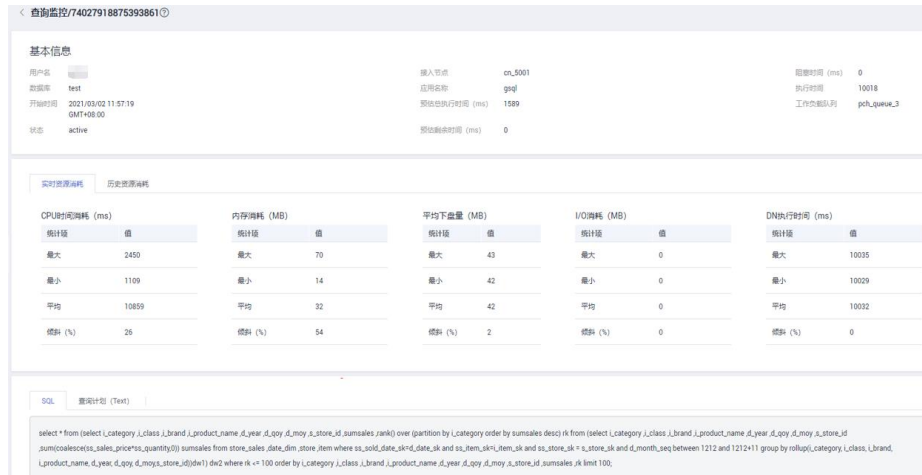 < 查询监控/74027918875393861?
基本信息
用户名
接入节点 cn_5001
阻塞时间 (ms) 0
数据库 test
应用名称 gsql
执行时间 10018
开始时间 2021/03/02 11:57:19 GMT+08:00
预估总执行时间 (ms) 1589
工作负载队列 pch_queue_3
状态 active
预估剩余时间 (ms) 0
实时资源消耗 历史资源消耗
CPU时间消耗 (ms)
统计值 值
最大 2450
最小 1109
平均 10859
倾斜 (%) 26
内存消耗 (MB)
统计值 值
最大 70
最小 14
平均 32
倾斜 (%) 54
平均下盘量 (MB)
统计值 值
最大 43
最小 42
平均 42
倾斜 (%) 2
I/O消耗 (MB)
统计值 值
最大 0
最小 0
平均 0
倾斜 (%) 0
DN执行时间 (ms)
统计值 值
最大 10035
最小 10029
平均 10032
倾斜 (%) 0
SQL 查询计划 (Text)
select * from (select i_category ,i_class ,i_brand ,i_product_name ,d_year ,d_qoy ,d_moy ,s_store_id ,sumsales ,rank() over (partition by i_category order by sumsales desc) rk from (select i_category ,i_class ,i_brand ,i_product_name ,d_year ,d_qoy ,d_moy ,s_store_id
,sum(coalesce(ss_sales_price*ss_quantity,0)) sumsales from store_sales ,date_dim ,store ,item where ss_sold_date_sk=d_date_sk and ss_item_sk=i_item_sk and ss_store_sk = s_store_sk and d_month_seq between 1212 and 1212+11 group by rollup(i_category, i_class, i_brand,
i_product_name, d_year, d_qoy, d_moy,s_store_id))dw1) dw2 where rk <= 100 order by i_category ,i_class ,i_brand ,i_product_name ,d_year ,d_qoy ,d_moy ,s_store_id ,sumsales ,rk limit 100;